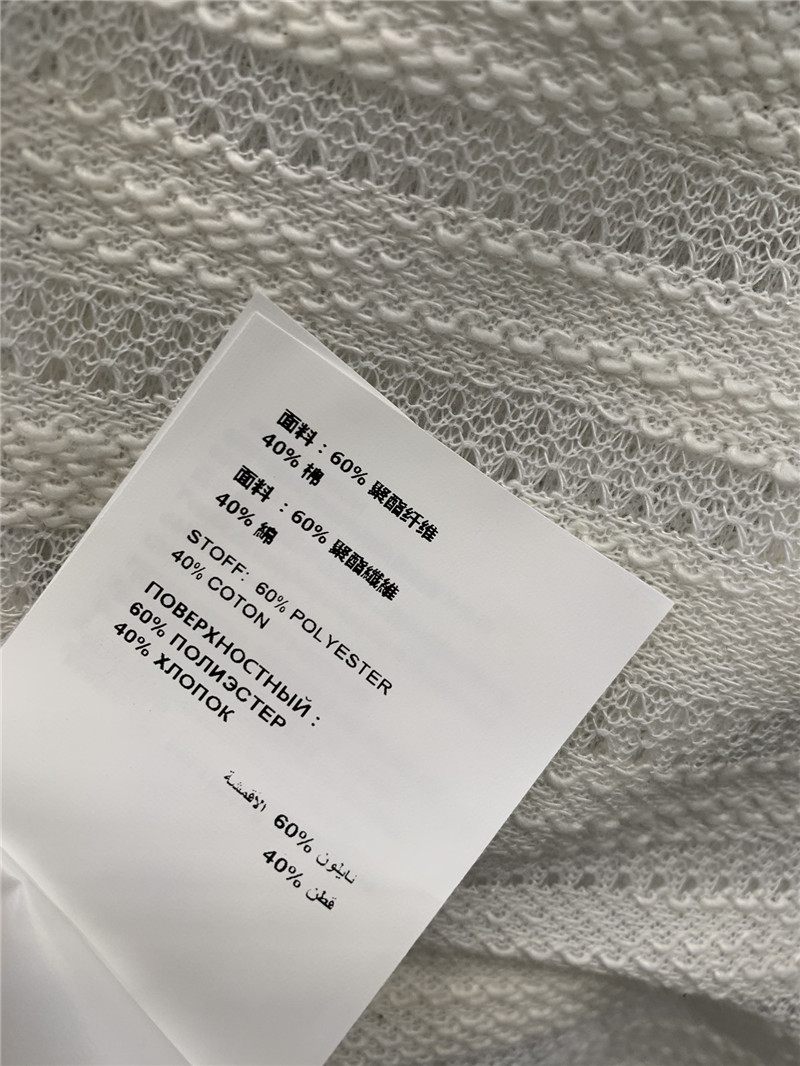 面料：60% 聚酯纤维
40% 棉
面料 ：60% 聚酯纖維
40% 綿
STOFF: 60% POLYESTER
40% COTON
ПОВЕРХНОСТНЫЙ :
60% ПОЛИЭСТЕР
40% ХЛОПОК
الأقمشة
60% نايلون
40% قطن